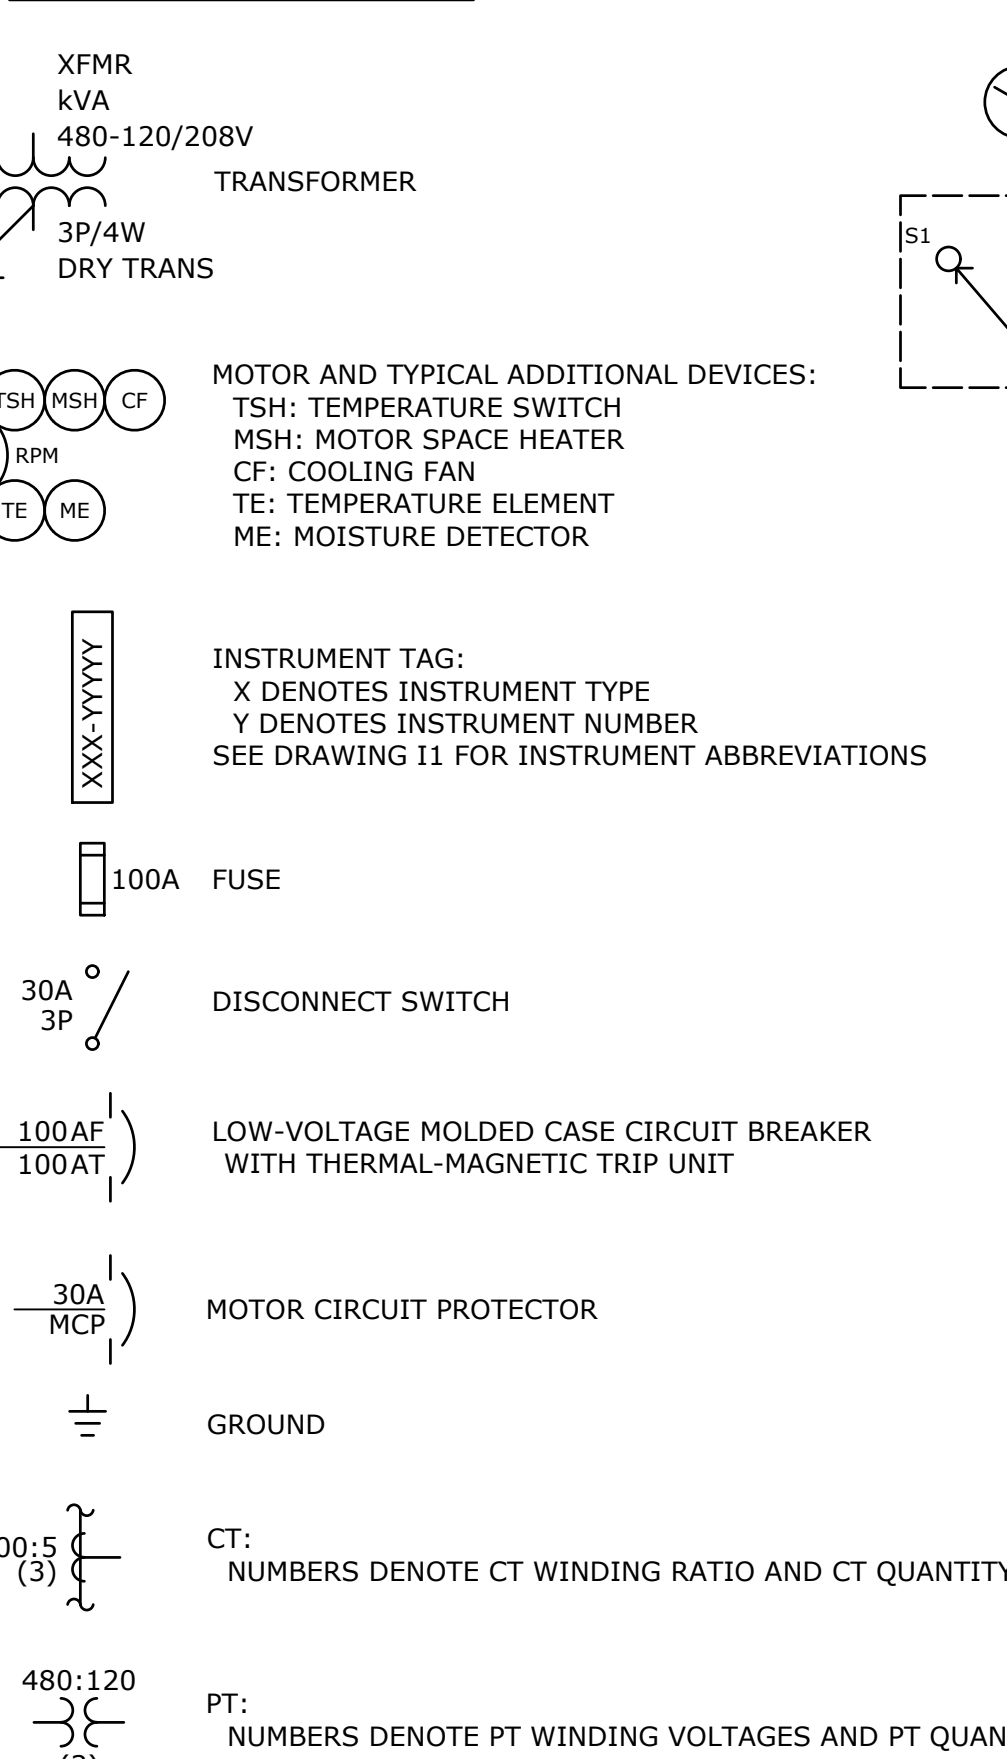 XFMR
kVA
480-120/208V
TRANSFORMER
3P/4W
DRY TRANS
S1
MSH CF
RPM
TE ME
MOTOR AND TYPICAL ADDITIONAL DEVICES:
TSH: TEMPERATURE SWITCH
MSH: MOTOR SPACE HEATER
CF: COOLING FAN
TE: TEMPERATURE ELEMENT
ME: MOISTURE DETECTOR
XXX-YYYYY
INSTRUMENT TAG:
X DENOTES INSTRUMENT TYPE
Y DENOTES INSTRUMENT NUMBER
SEE DRAWING I1 FOR INSTRUMENT ABBREVIATIONS
100A FUSE
30A
3P
DISCONNECT SWITCH
100AF
100AT
LOW-VOLTAGE MOLDED CASE CIRCUIT BREAKER
WITH THERMAL-MAGNETIC TRIP UNIT
30A
MCP
MOTOR CIRCUIT PROTECTOR
GROUND
(3)
CT:
NUMBERS DENOTE CT WINDING RATIO AND CT QUANTITY
480:120
PT:
NUMBERS DENOTE PT WINDING VOLTAGES AND PT